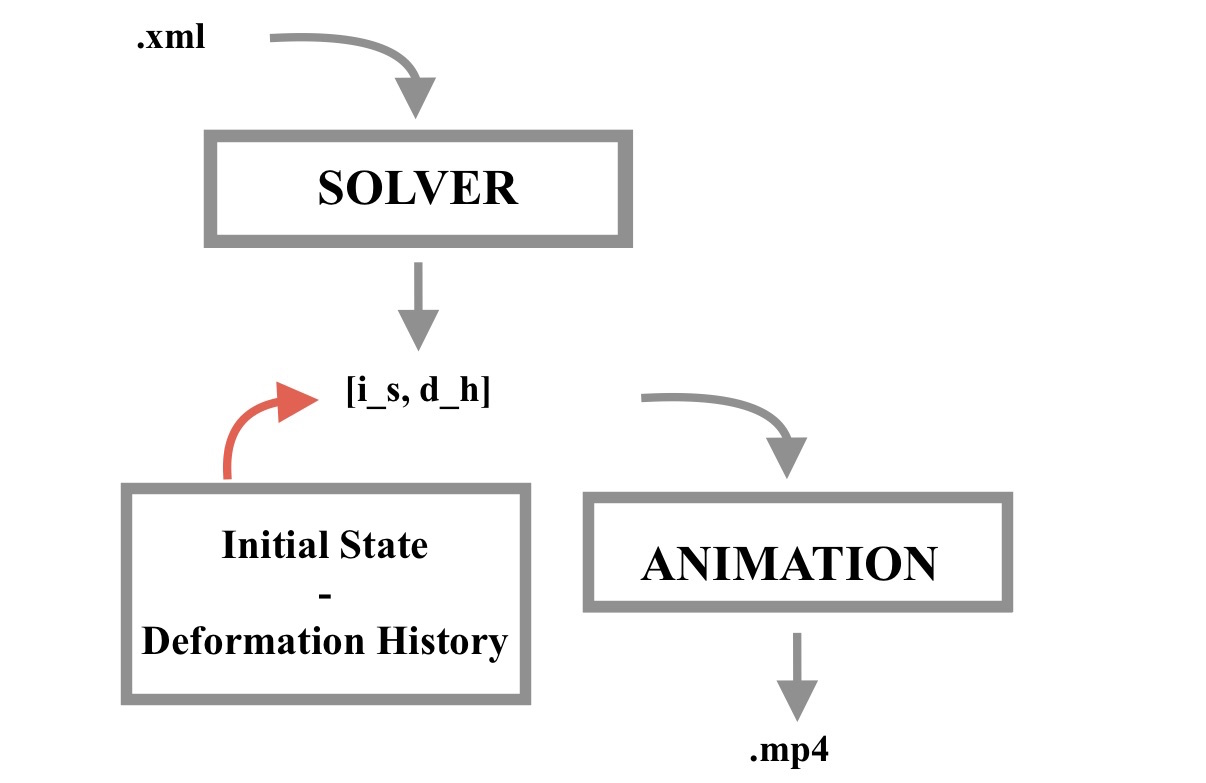 .xml
SOLVER
[i_s, d_h]
Initial State
-
Deformation History
ANIMATION
.mp4